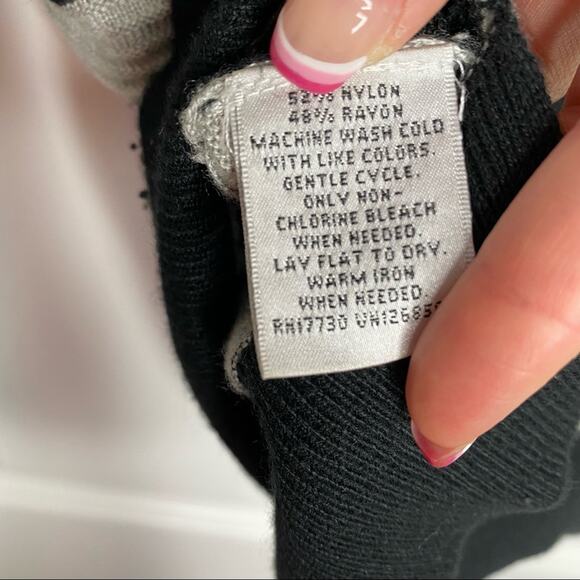 52% NYLON
48% RAYON
MACHINE WASH COLD
WITH LIKE COLORS.
GENTLE CYCLE.
ONLY NON-
CHLORINE BLEACH
WHEN NEEDED.
LAY FLAT TO DRY.
WARM IRON
WHEN NEEDED
RN17730